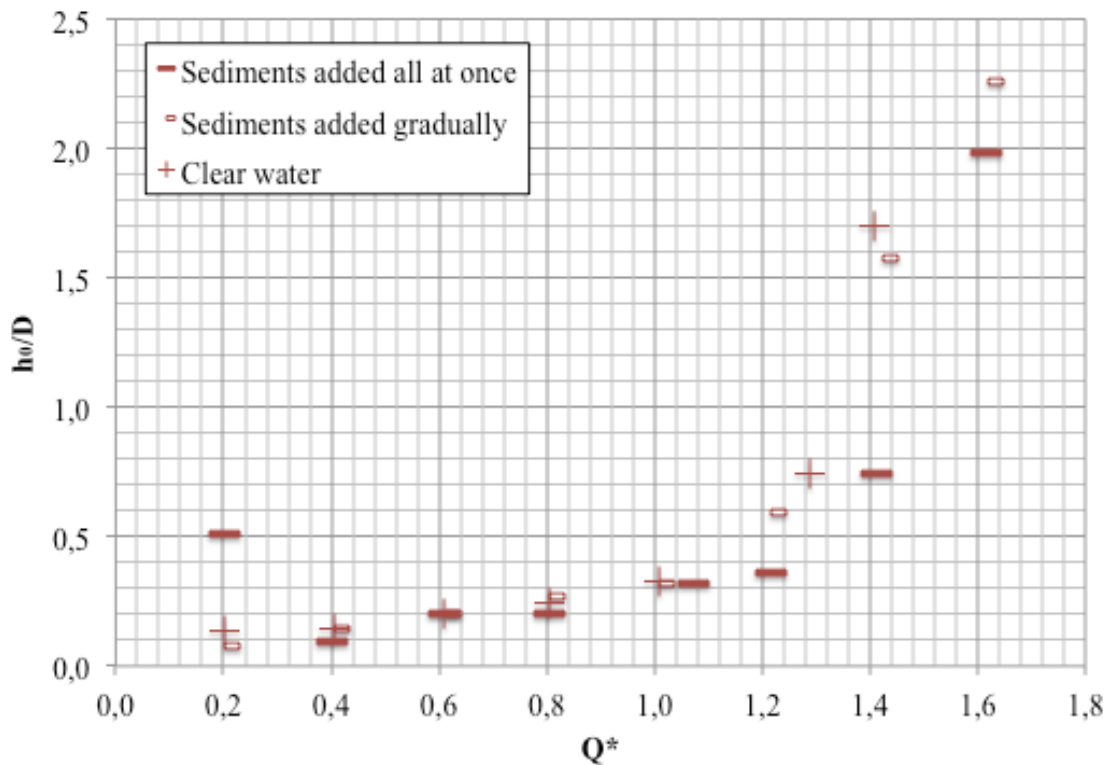 2,5
Sediments added all at once
Sediments added gradually
Clear water
2,0
1,5
h₀/D
1,0
0,5
0,0
0,0 0,2 0,4 0,6 0,8 1,0 1,2 1,4 1,6 1,8
Q*